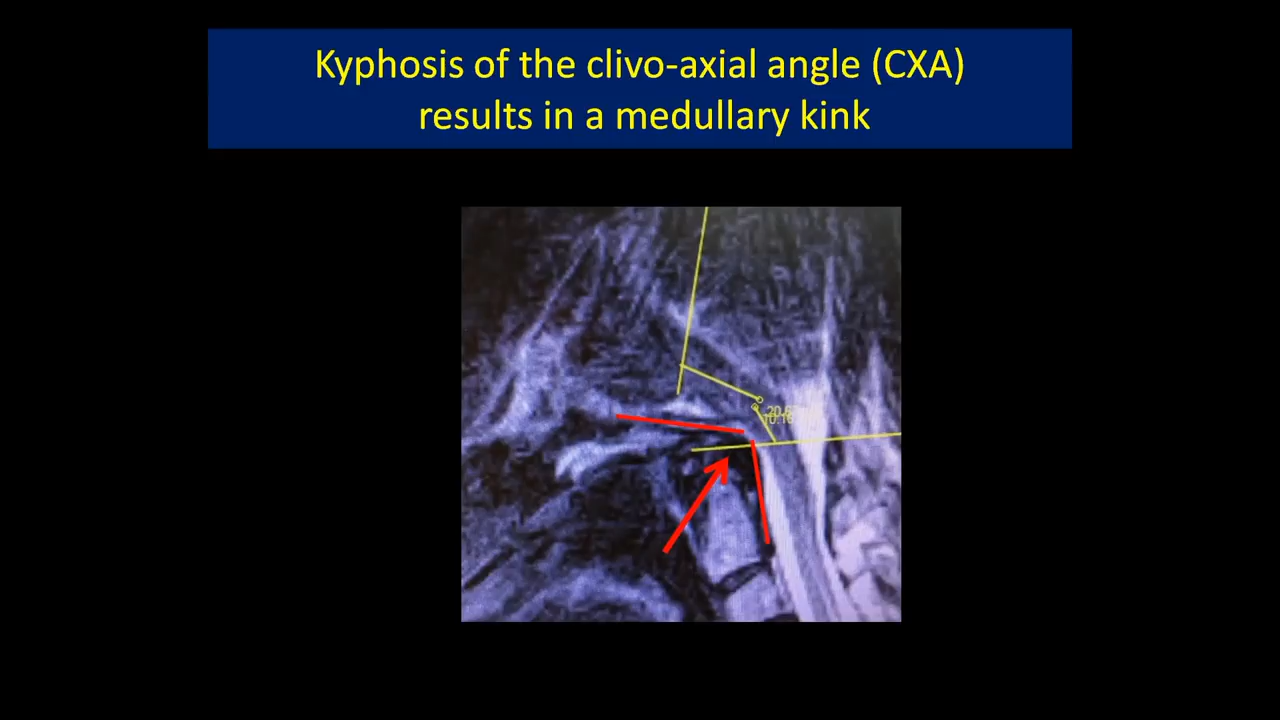 Kyphosis of the clivo-axial angle (CXA)
results in a medullary kink